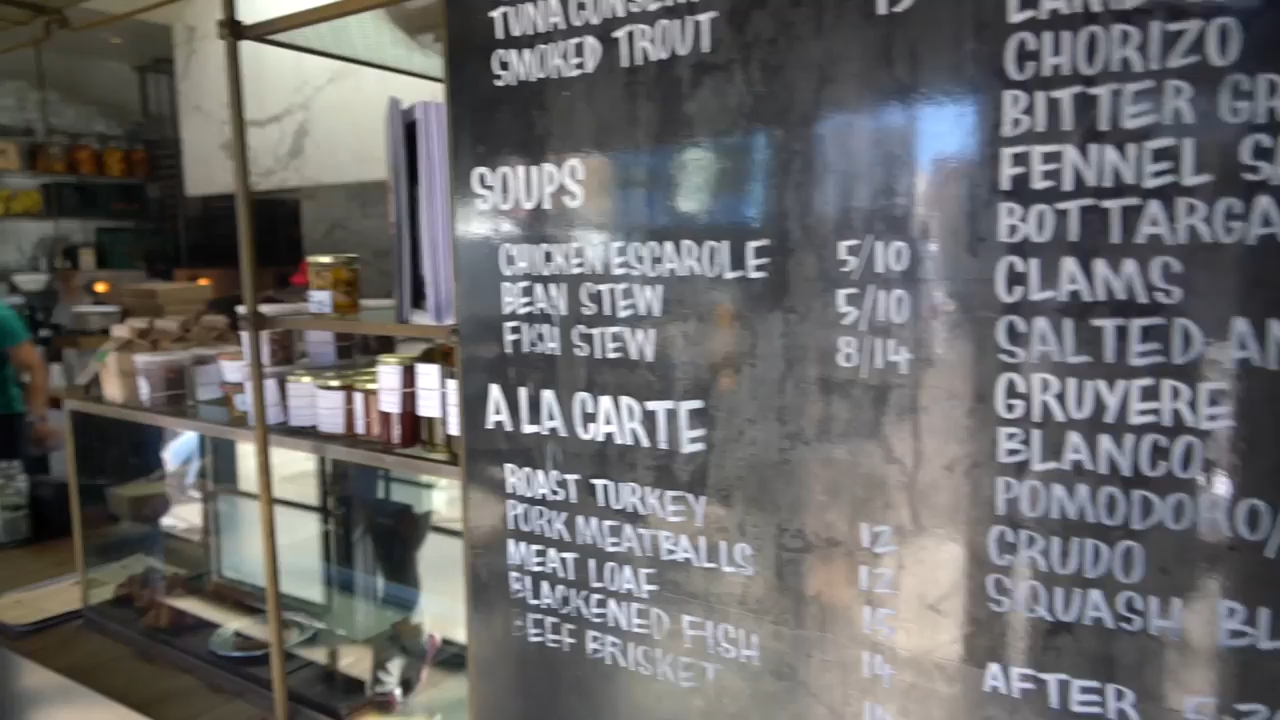 TUNA
SMOKED TROUT
SOUPS
CHICKEN ESCAROLE 5/10
BEAN STEW 5/10
FISH STEW 8/14
A LA CARTE
ROAST TURKEY 12
PORK MEATBALLS 12
MEAT LOAF 15
BLACKENED FISH 14
BRISKET
CHORIZO
BITTER
FENNEL
BOTTARGA
CLAMS
SALTED
GRUYERE
BLANCO
POMODORO/
CRUDO
SQUASH
AFTER